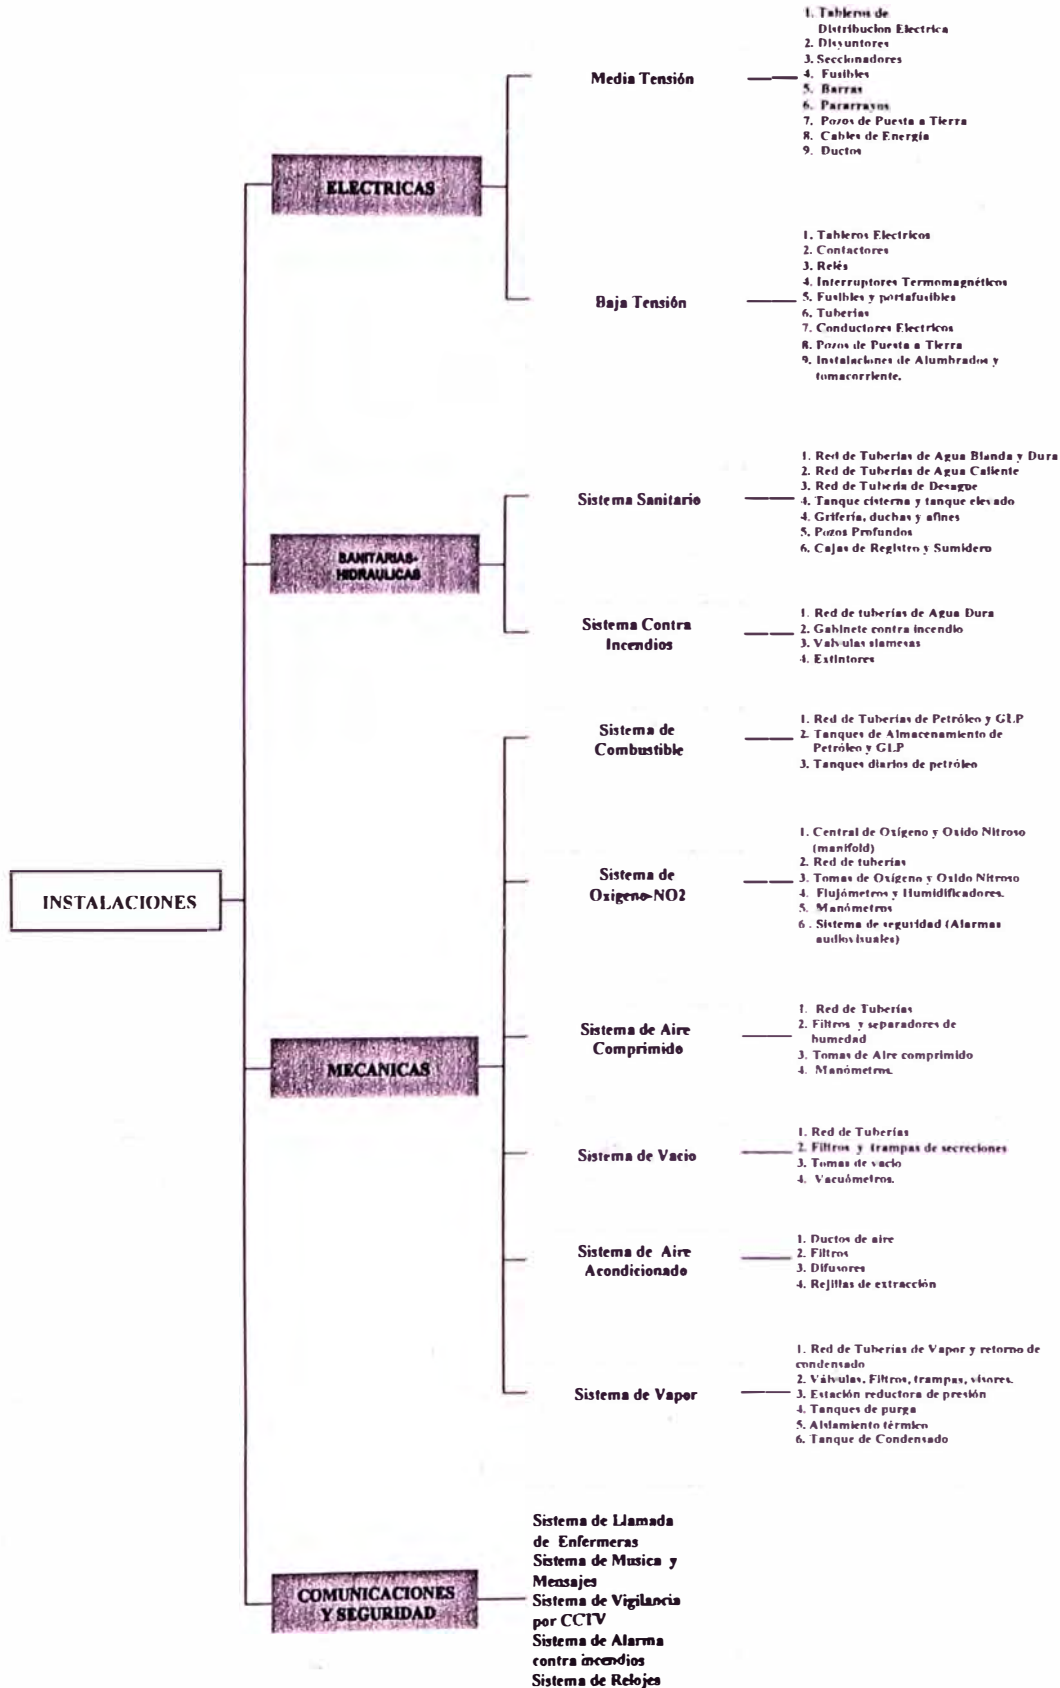 INSTALACIONES
ELECTRICAS
Media Tensión
1. Tableros de
Distribucion Electrica
2. Disyuntores
3. Seccionadores
4. Fusibles
5. Barras
6. Pararrayos
7. Pozos de Puesta a Tierra
8. Cables de Energía
9. Ductos
Baja Tensión
1. Tableros Electricos
2. Contactores
3. Relés
4. Interruptores Termomagnéticos
5. Fusibles y portafusibles
6. Tuberías
7. Conductores Electricos
8. Pozos de Puesta a Tierra
9. Instalaciones de Alumbrados y
tomacorriente.
SANITARIAS-
HIDRAULICAS
Sistema Sanitario
1. Red de Tuberías de Agua Blanda y Dura
2. Red de Tuberías de Agua Caliente
3. Red de Tubería de Desague
4. Tanque cisterna y tanque elevado
4. Grifería, duchas y afines
5. Pozos Profundos
6. Cajas de Registro y Sumidero
Sistema Contra
Incendios
1. Red de tuberías de Agua Dura
2. Gabinete contra incendio
3. Valvulas siamesas
4. Extintores
MECANICAS
Sistema de
Combustible
1. Red de Tuberías de Petróleo y GLP
2. Tanques de Almacenamiento de
Petróleo y GLP
3. Tanques diarios de petróleo
Sistema de
Oxigeno-NO2
1. Central de Oxígeno y Oxido Nitroso
(manifold)
2. Red de tuberías
3. Tomas de Oxígeno y Oxido Nitroso
4. Flujómetros y Humidificadores.
5. Manómetros
6 . Sistema de seguridad (Alarmas
audiovisuales)
Sistema de Aire
Comprimido
1. Red de Tuberías
2. Filtros y separadores de
humedad
3. Tomas de Aire comprimido
4. Manómetros.
Sistema de Vacio
1. Red de Tuberías
2. Filtros y trampas de secreciones
3. Tomas de vacío
4. Vacuómetros.
Sistema de Aire
Acondicionado
1. Ductos de aire
2. Filtros
3. Difusores
4. Rejillas de extracción
Sistema de Vapor
1. Red de Tuberías de Vapor y retorno de
condensado
2. Válvulas, Filtros, trampas, visores.
3. Estación reductora de presión
4. Tanques de purga
5. Aislamiento térmico
6. Tanque de Condensado
COMUNICACIONES
Y SEGURIDAD
Sistema de Llamada
de Enfermeras
Sistema de Musica y
Mensajes
Sistema de Vigilancia
por CCTV
Sistema de Alarma
contra incendios
Sistema de Relojes